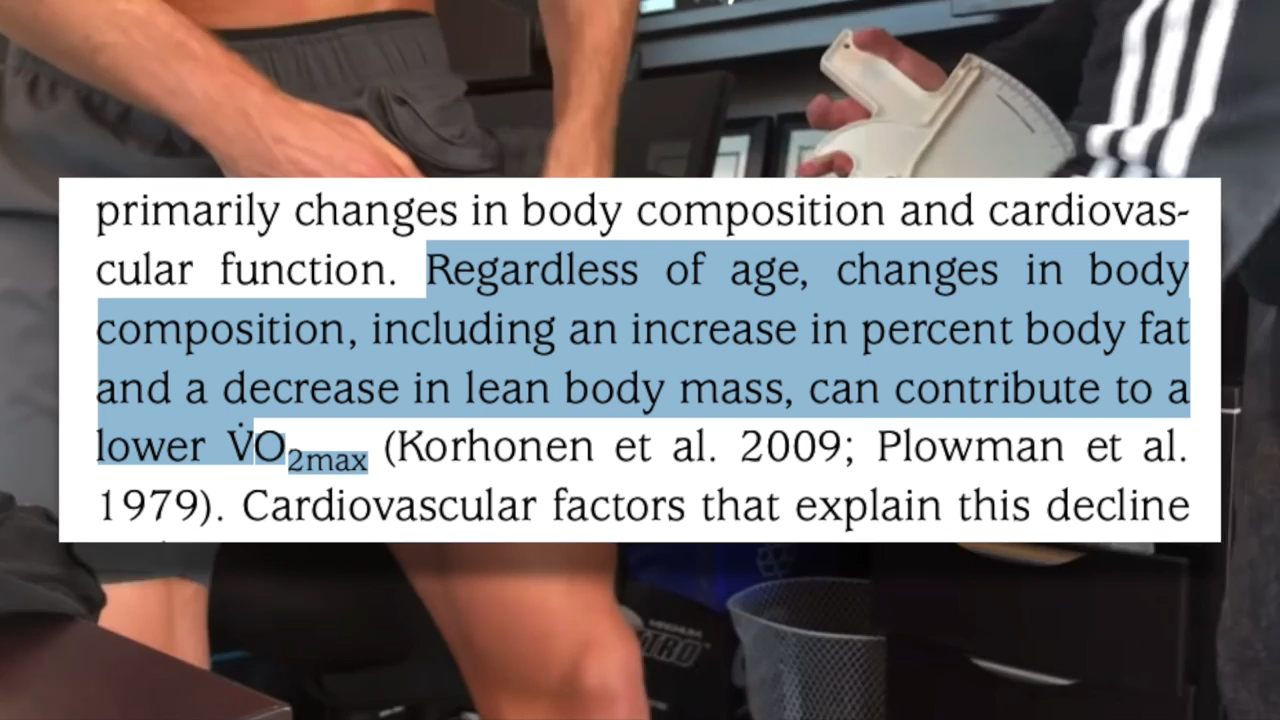 primarily changes in body composition and cardiovas-
cular function. Regardless of age, changes in body
composition, including an increase in percent body fat
and a decrease in lean body mass, can contribute to a
lower V̇O₂max (Korhonen et al. 2009; Plowman et al.
1979). Cardiovascular factors that explain this decline